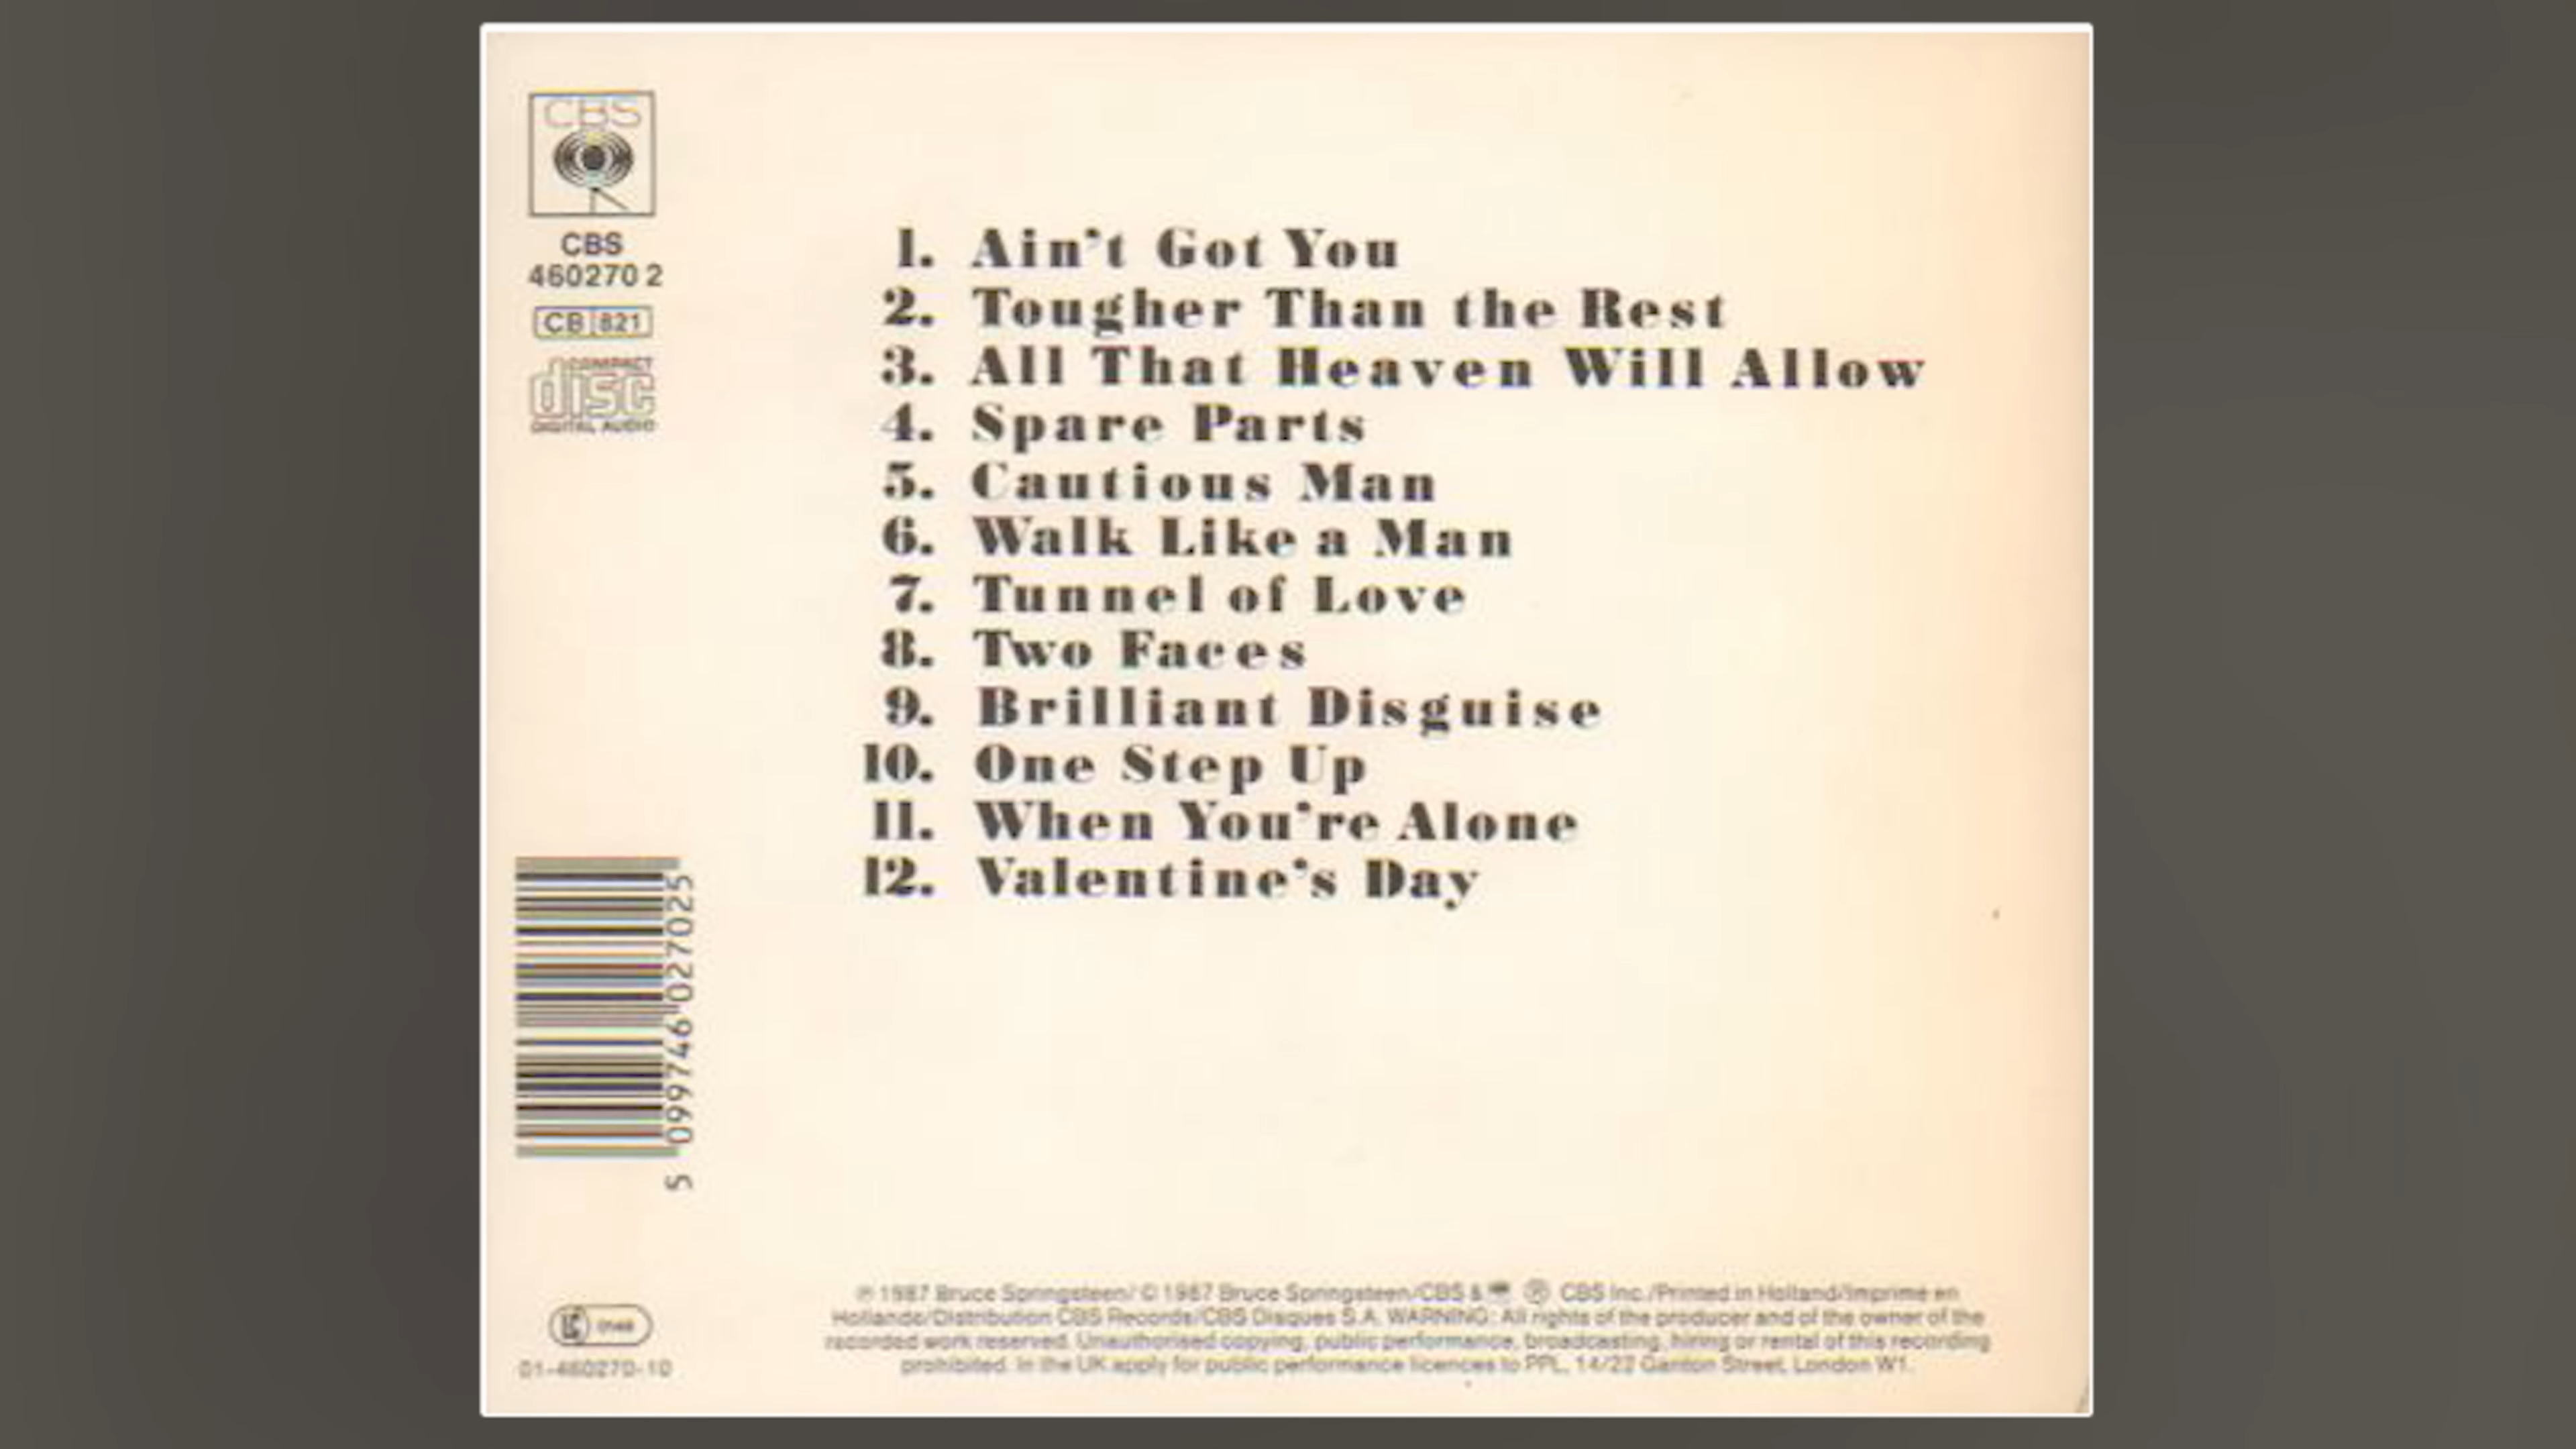 CBS
CBS
460270 2
CB 821
COMPACT
disc
DIGITAL AUDIO
1. Ain't Got You
2. Tougher Than the Rest
3. All That Heaven Will Allow
4. Spare Parts
5. Cautious Man
6. Walk Like a Man
7. Tunnel of Love
8. Two Faces
9. Brilliant Disguise
10. One Step Up
11. When You're Alone
12. Valentine's Day
5 099746 027025
℗ 1987 Bruce Springsteen/ © 1987 Bruce Springsteen/CBS & ® CBS Inc./Printed in Holland/Imprime en
Hollande/Distribution CBS Records/CBS Disques S.A. WARNING: All rights of the producer and of the owner of the
recorded work reserved. Unauthorised copying, public performance, broadcasting, hiring or rental of this recording
prohibited. In the UK apply for public performance licences to PPL, 14/22 Ganton Street, London W1.
LC
01-460270-10